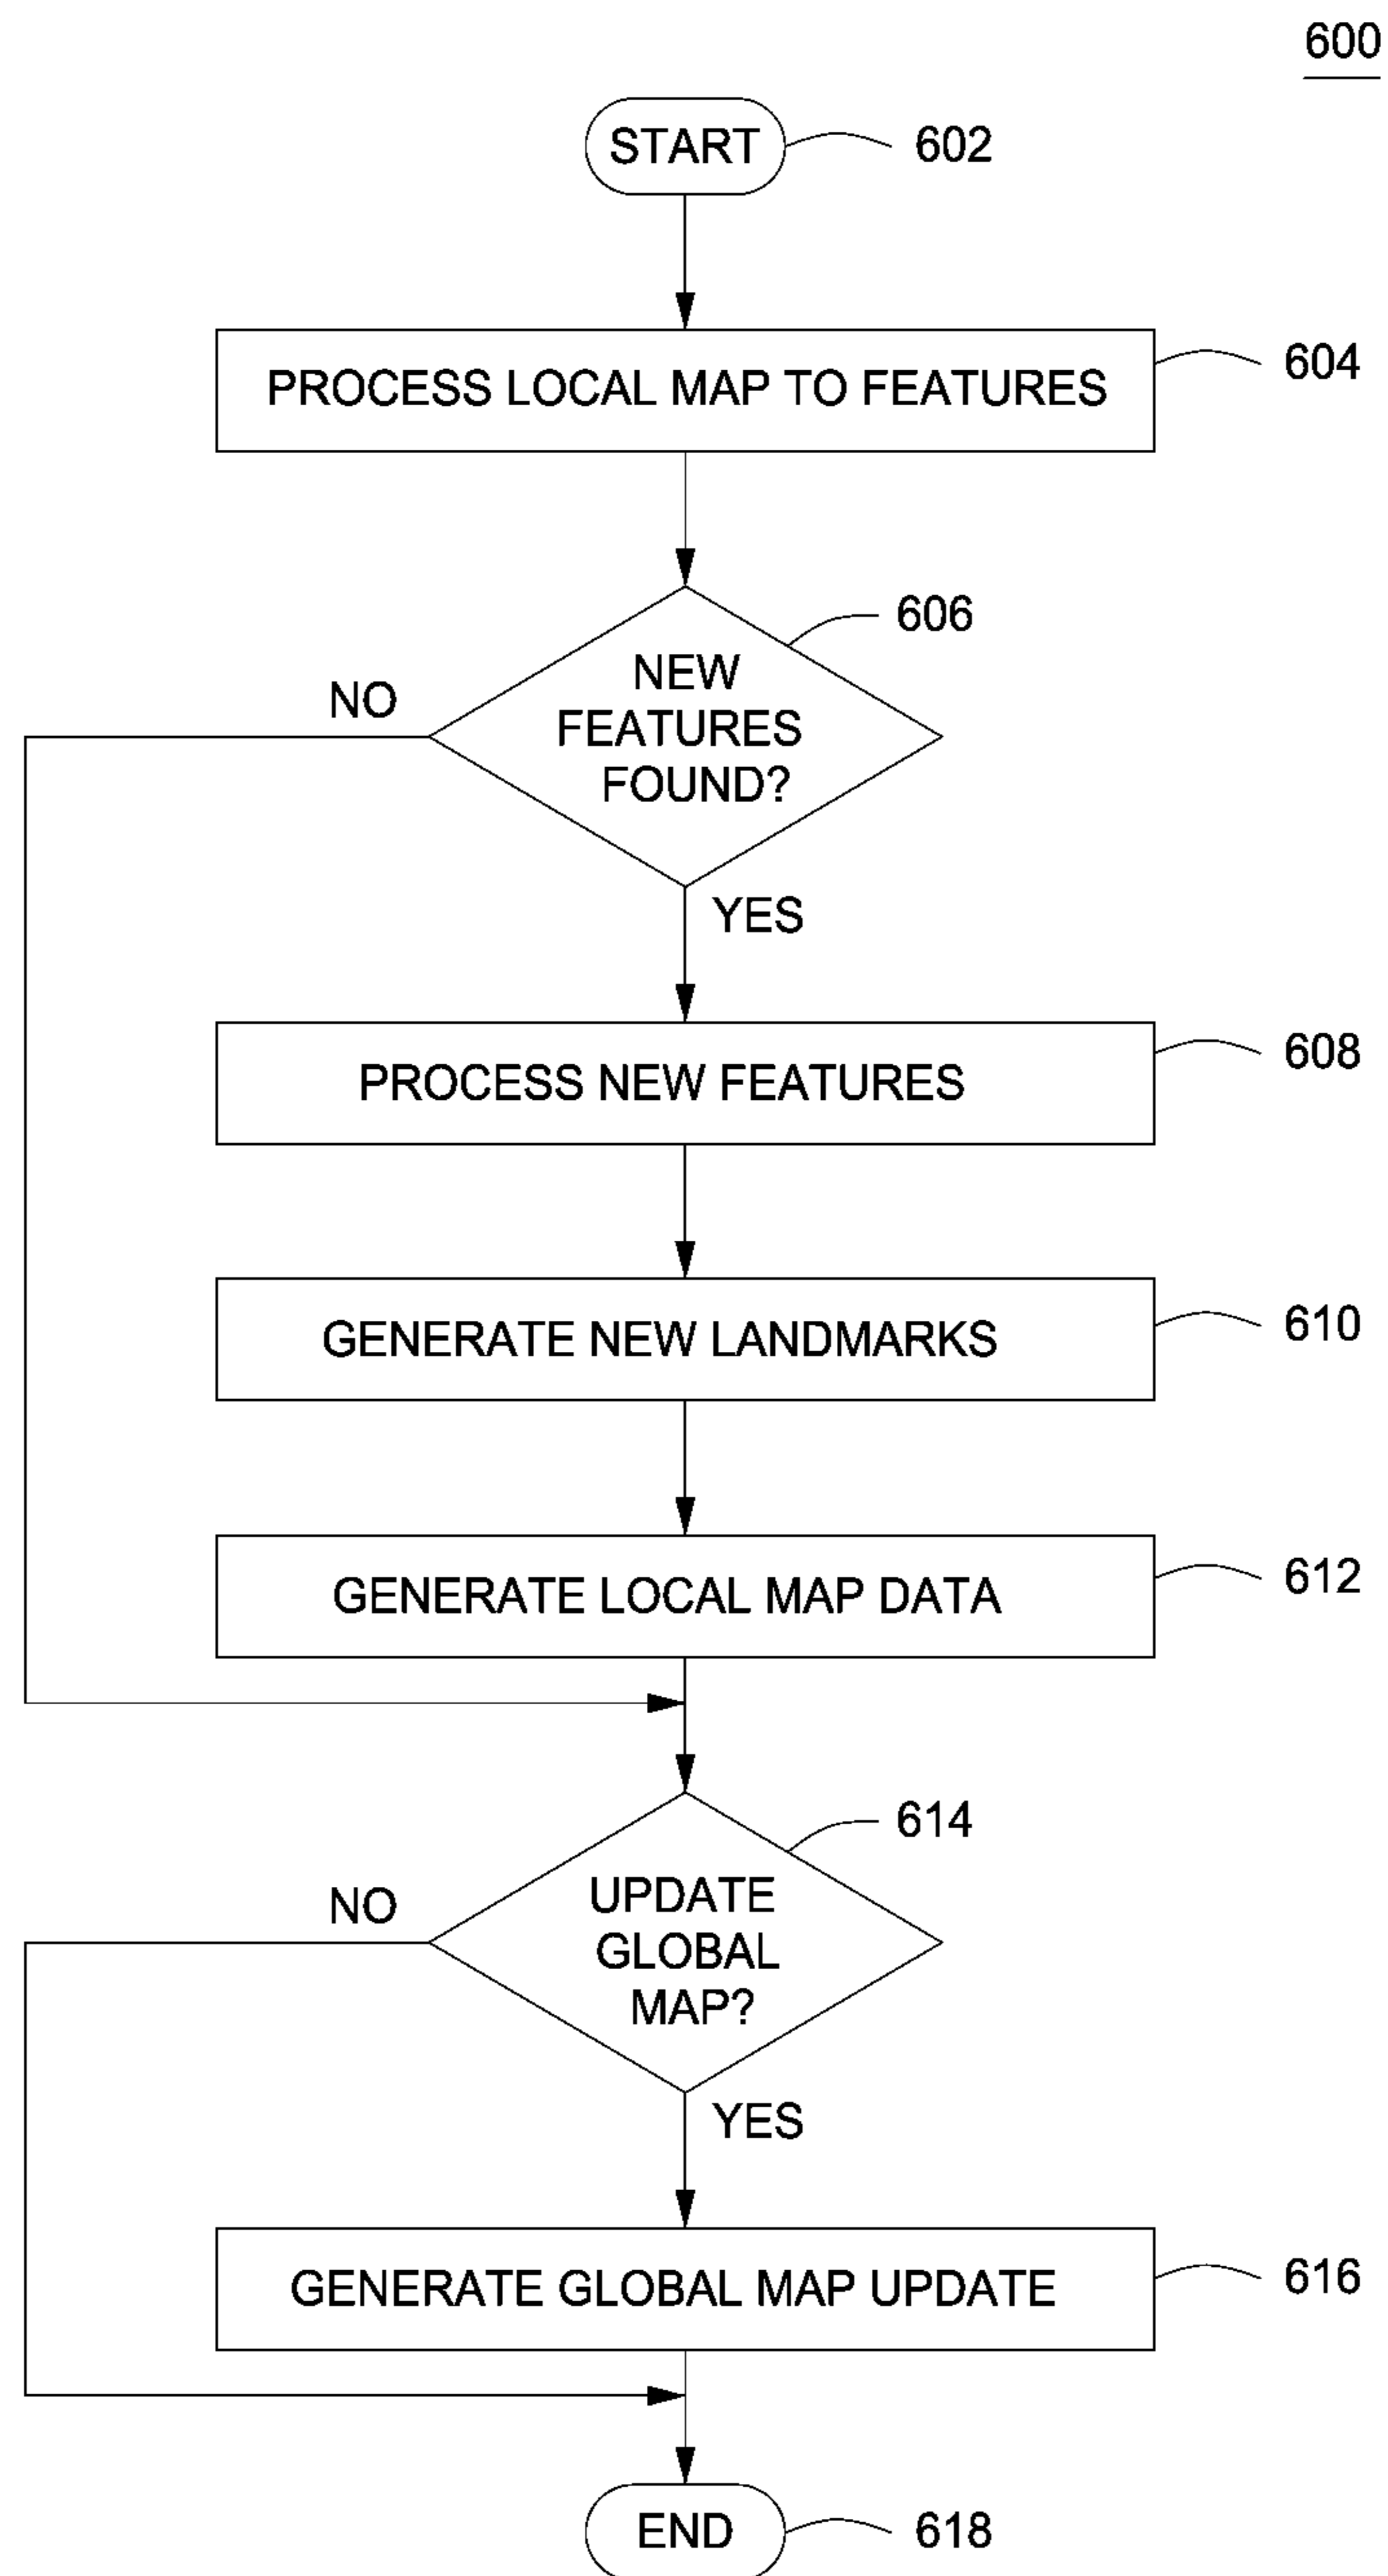 600
START
602
PROCESS LOCAL MAP TO FEATURES
604
606
NEW
FEATURES
FOUND?
NO
YES
PROCESS NEW FEATURES
608
GENERATE NEW LANDMARKS
610
GENERATE LOCAL MAP DATA
612
614
UPDATE
GLOBAL
MAP?
NO
YES
GENERATE GLOBAL MAP UPDATE
616
END
618